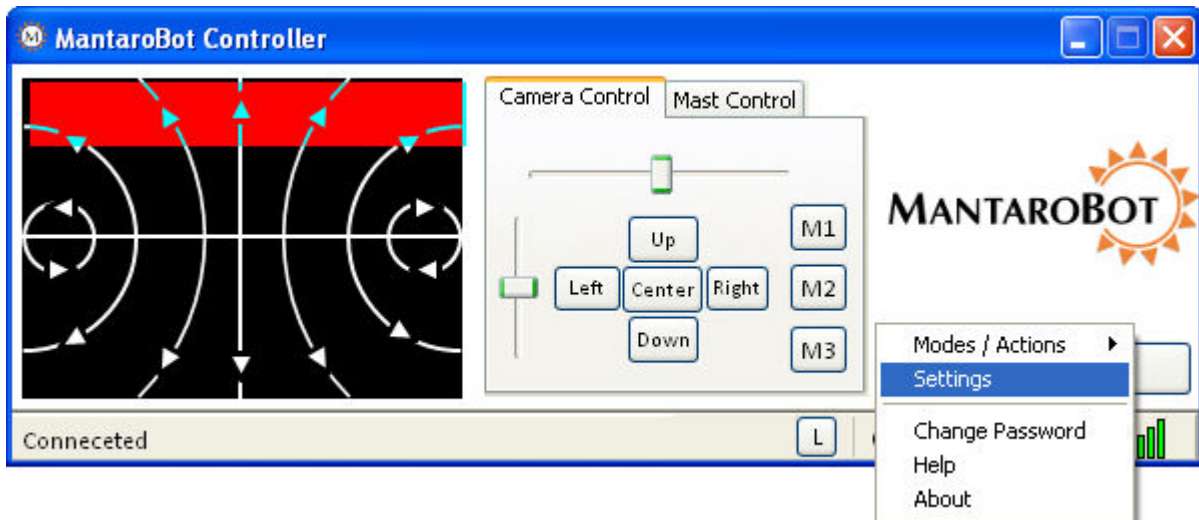 MantaroBot Controller
Camera Control
Mast Control
MANTAROBOT
Up
M1
Left
Center
Right
M2
Down
M3
Modes / Actions
Settings
Conneceted
L
Change Password
Help
About